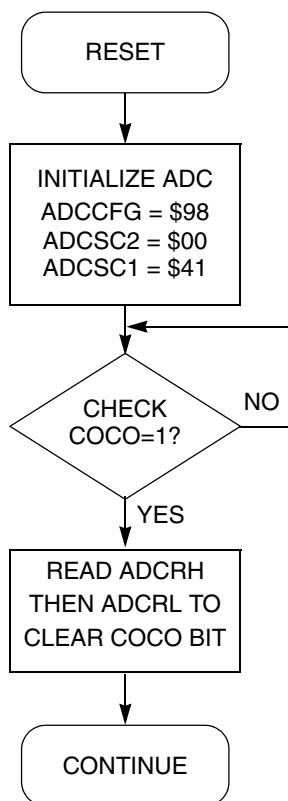 RESET
INITIALIZE ADC
ADCCFG = $98
ADCSC2 = $00
ADCSC1 = $41
CHECK
COCO=1?
NO
YES
READ ADCRH
THEN ADCRL TO
CLEAR COCO BIT
CONTINUE